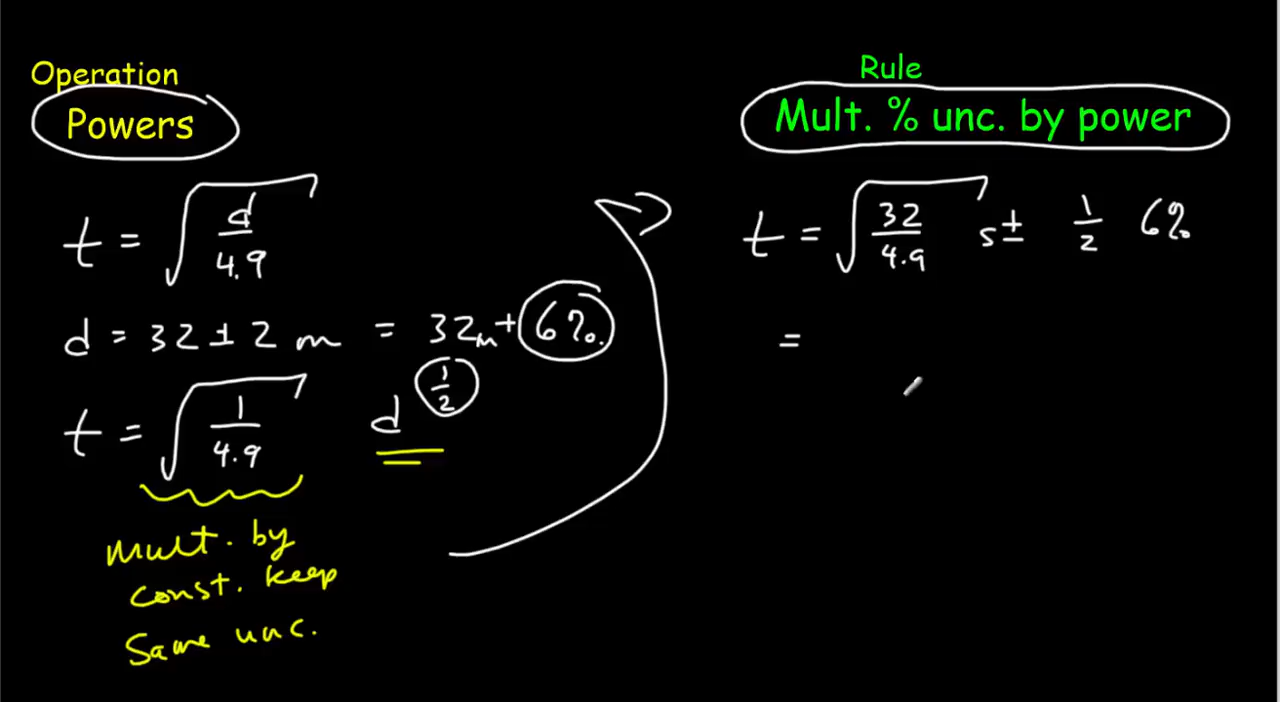 Operation
Powers
t = √(d/4.9)
d = 32 ± 2 m = 32m + 6%.
t = √(1/4.9) d^(1/2)
mult. by
const. keep
Same unc.
Rule
Mult. % unc. by power
t = √(32/4.9) s ± 1/2 6%
=